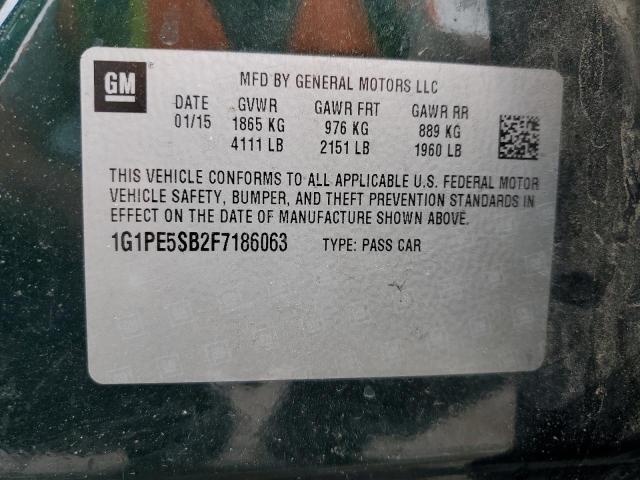 GM
MFD BY GENERAL MOTORS LLC
DATE GVWR GAWR FRT GAWR RR
01/15 1865 KG 976 KG 889 KG
4111 LB 2151 LB 1960 LB
THIS VEHICLE CONFORMS TO ALL APPLICABLE U.S. FEDERAL MOTOR
VEHICLE SAFETY, BUMPER, AND THEFT PREVENTION STANDARDS IN
EFFECT ON THE DATE OF MANUFACTURE SHOWN ABOVE.
1G1PE5SB2F7186063 TYPE: PASS CAR